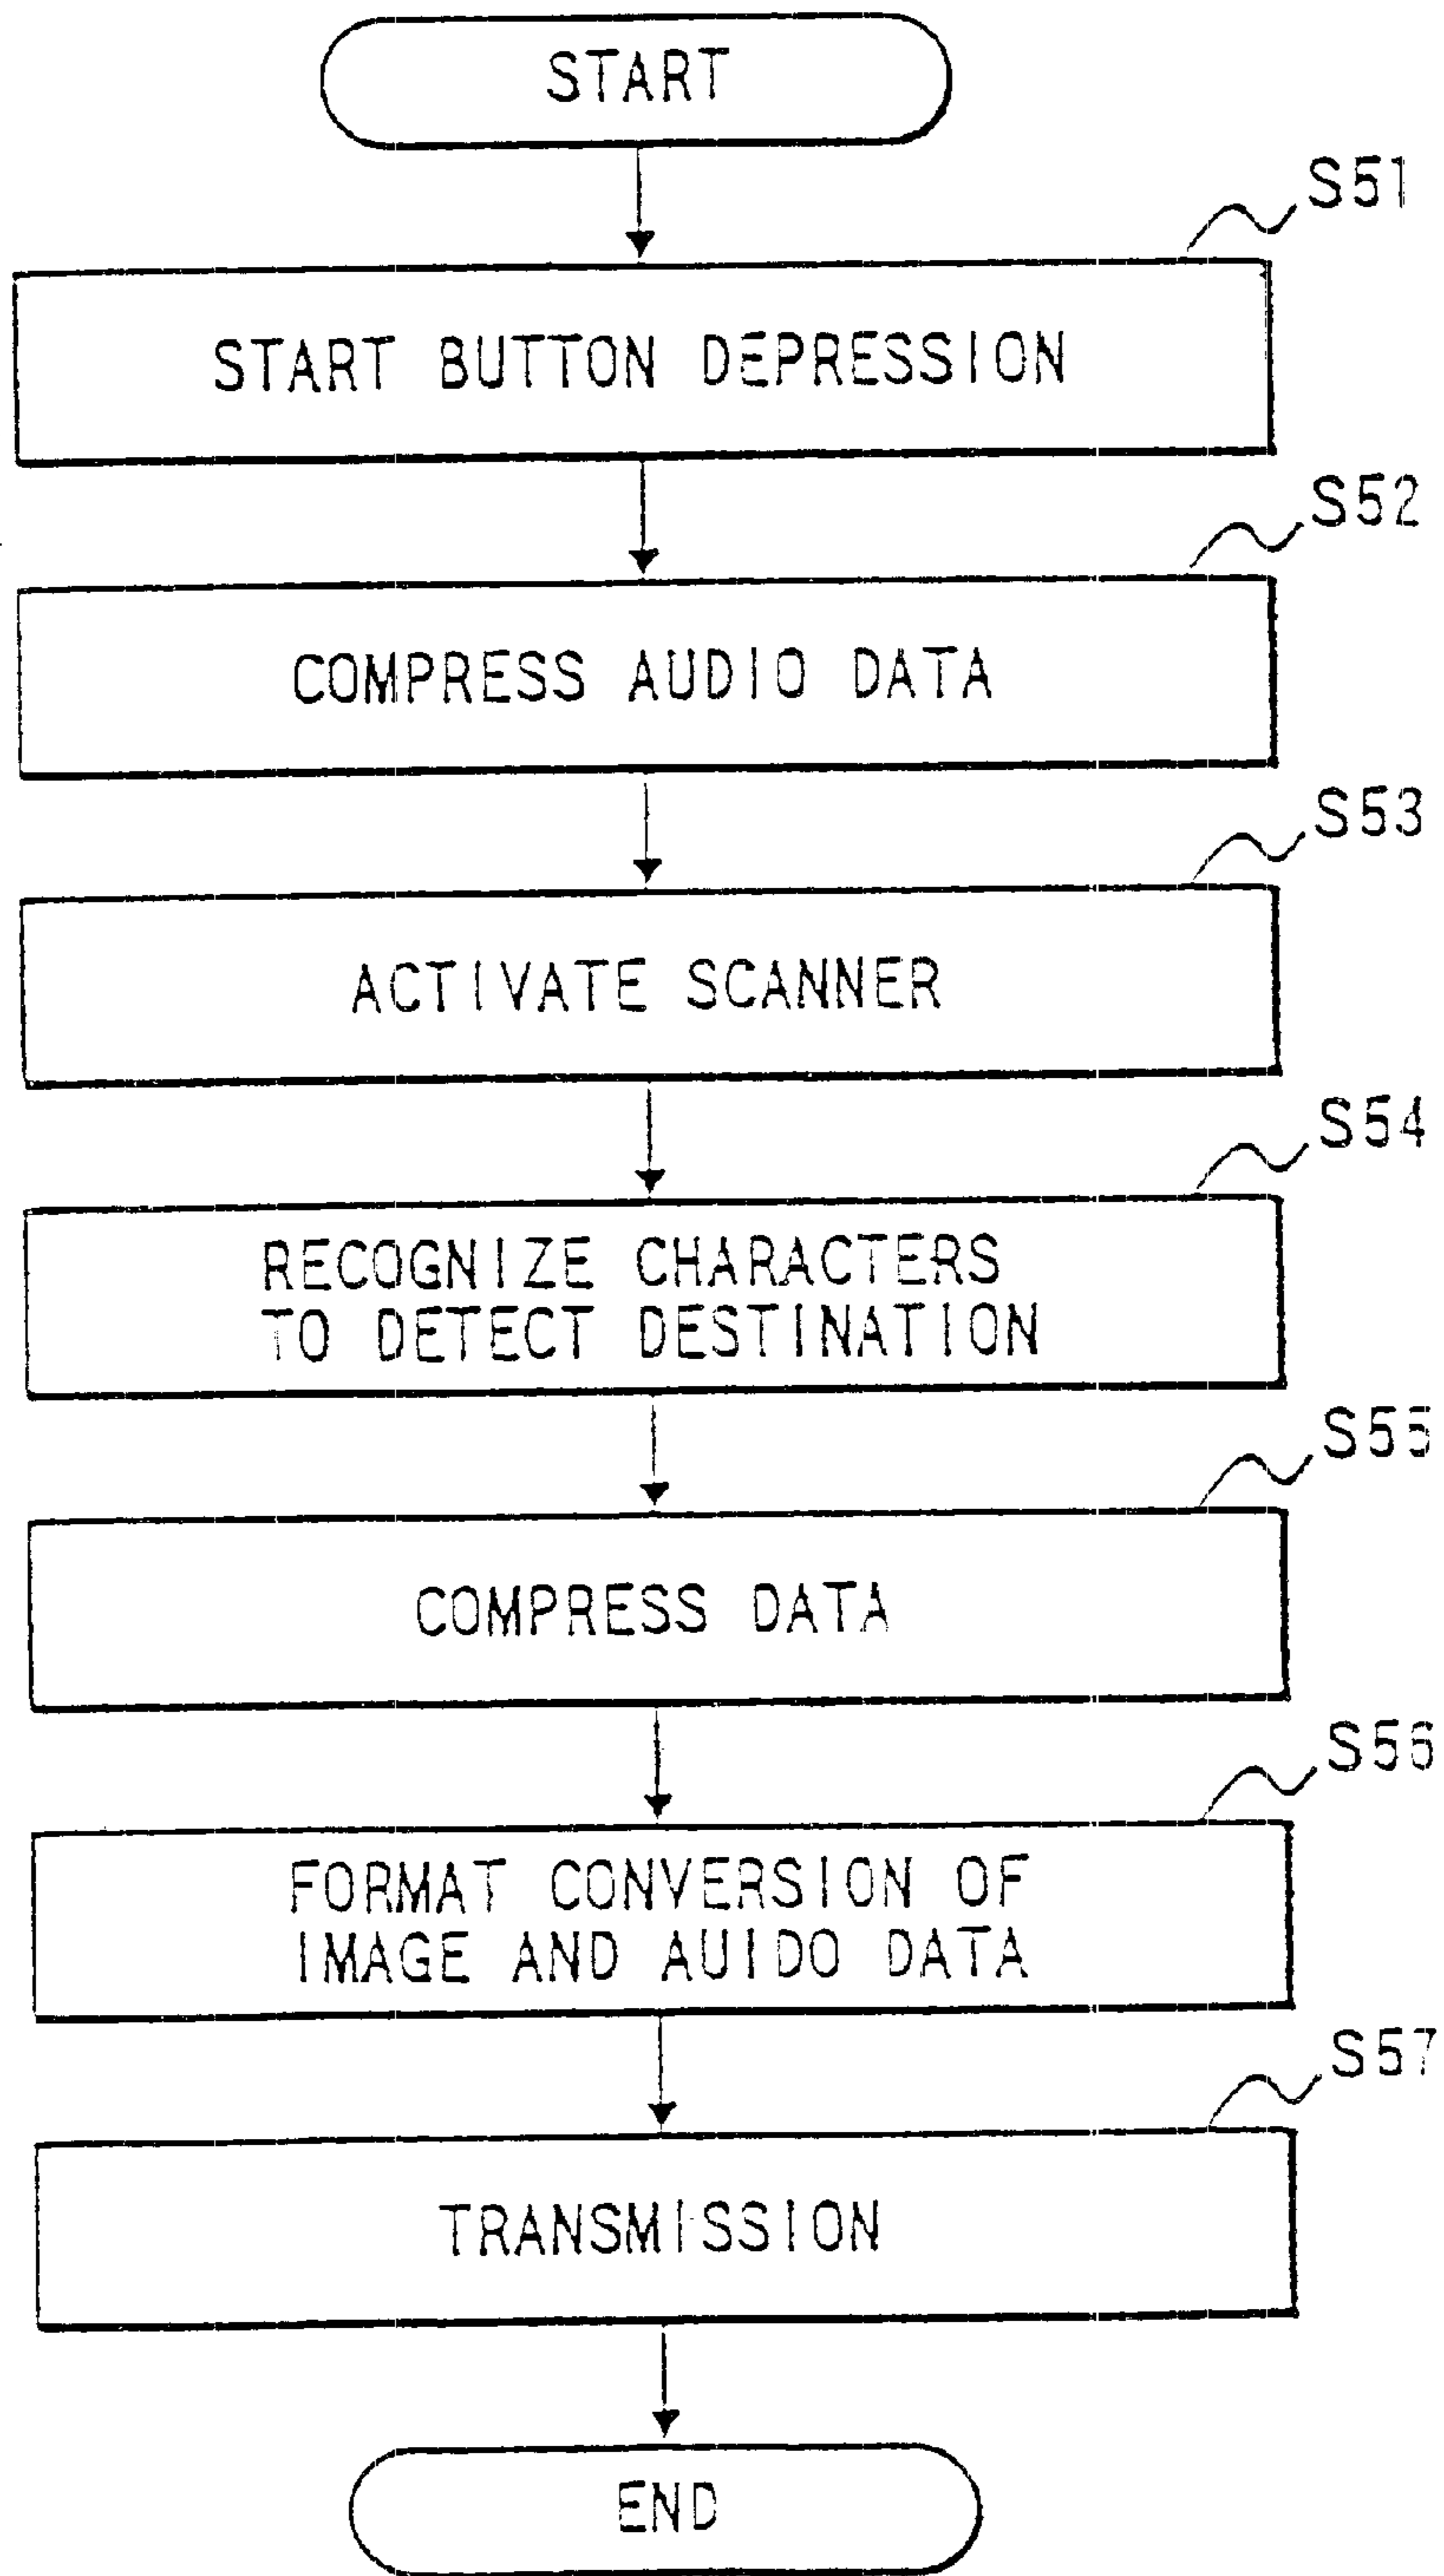 START
S51
START BUTTON DEPRESSION
S52
COMPRESS AUDIO DATA
S53
ACTIVATE SCANNER
S54
RECOGNIZE CHARACTERS
TO DETECT DESTINATION
S55
COMPRESS DATA
S56
FORMAT CONVERSION OF
IMAGE AND AUIDO DATA
S57
TRANSMISSION
END